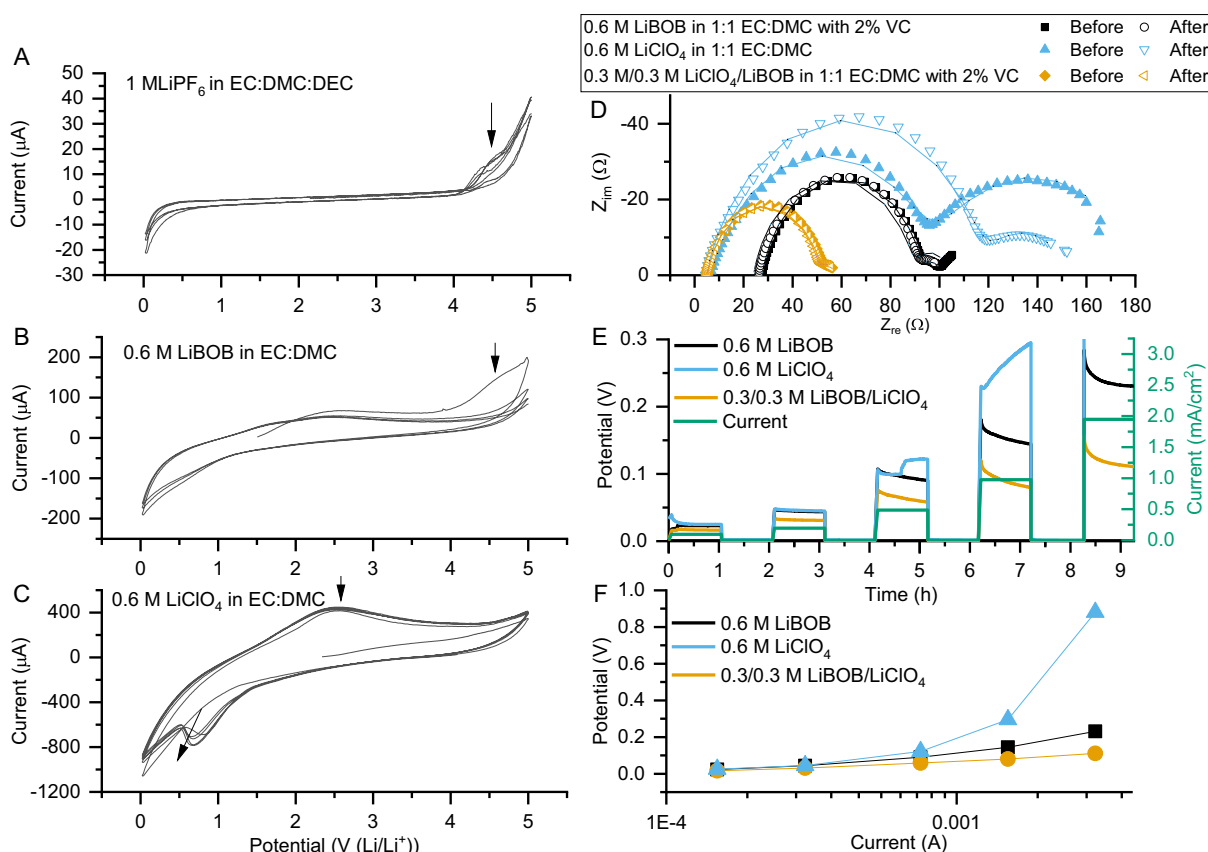 0.6 M LiBOB in 1:1 EC:DMC with 2% VC Before After
0.6 M LiClO4 in 1:1 EC:DMC Before After
0.3 M/0.3 M LiClO4/LiBOB in 1:1 EC:DMC with 2% VC Before After
A
1 MLiPF6 in EC:DMC:DEC
Current (µA)
50
40
30
20
10
0
-10
-20
-30
0 1 2 3 4 5
B
0.6 M LiBOB in EC:DMC
Current (µA)
200
100
0
-100
-200
0 1 2 3 4 5
C
0.6 M LiClO4 in EC:DMC
Current (µA)
400
0
-400
-800
-1200
0 1 2 3 4 5
Potential (V (Li/Li+))
D
Zim (Ω)
-40
-20
0
0 20 40 60 80 100 120 140 160 180
Zre (Ω)
E
0.6 M LiBOB
0.6 M LiClO4
0.3/0.3 M LiBOB/LiClO4
Current
Potential (V)
0.3
0.2
0.1
0.0
0 1 2 3 4 5 6 7 8 9
Time (h)
3.0
2.5
2.0
1.5
1.0
0.5
0.0
Current (mA/cm2)
F
0.6 M LiBOB
0.6 M LiClO4
0.3/0.3 M LiBOB/LiClO4
Potential (V)
1.0
0.8
0.6
0.4
0.2
0.0
1E-4 0.001
Current (A)